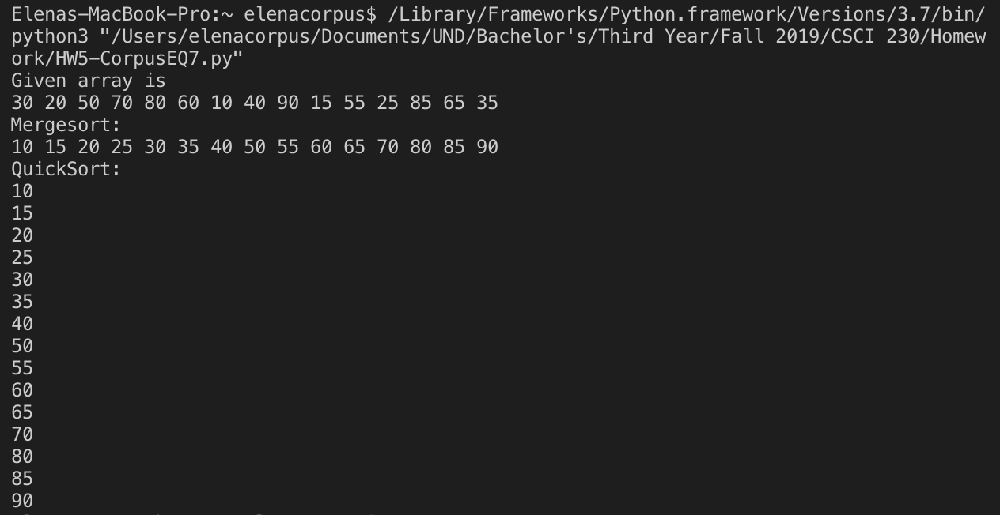 Elenas-MacBook-Pro:~ elenacorpus$ /Library/Frameworks/Python.framework/Versions/3.7/bin/
python3 "/Users/elenacorpus/Documents/UND/Bachelor's/Third Year/Fall 2019/CSCI 230/Homew
ork/HW5-CorpusEQ7.py"
Given array is
30 20 50 70 80 60 10 40 90 15 55 25 85 65 35
Mergesort:
10 15 20 25 30 35 40 50 55 60 65 70 80 85 90
QuickSort:
10
15
20
25
30
35
40
50
55
60
65
70
80
85
90